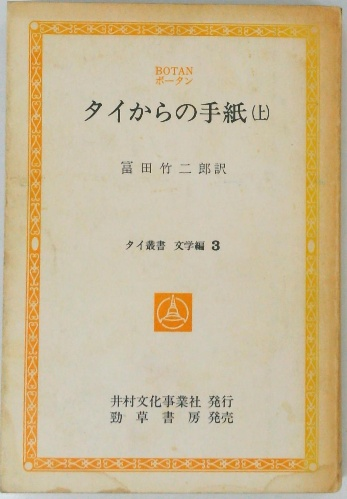 BOTAN
ボータン
タイからの手紙(上)
冨田竹二郎訳
タイ叢書 文学編 3
井村文化事業社 発行
勁草書房 発売